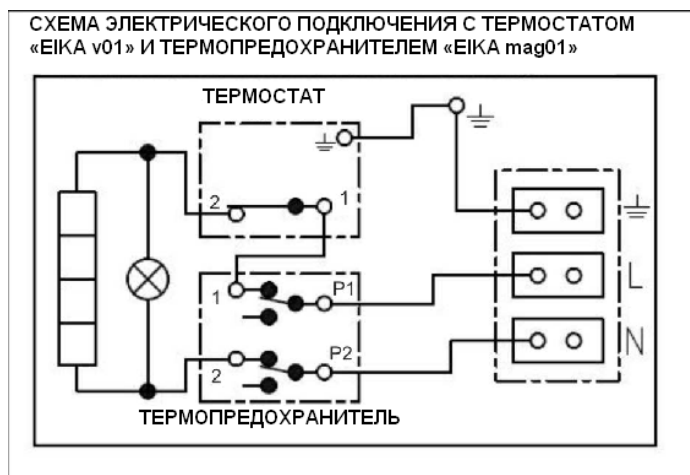 СХЕМА ЭЛЕКТРИЧЕСКОГО ПОДКЛЮЧЕНИЯ С ТЕРМОСТАТОМ
«EIKA v01» И ТЕРМОПРЕДОХРАНИТЕЛЕМ «EIKA mag01»
ТЕРМОСТАТ
2
1
1
P1
L
2
P2
N
ТЕРМОПРЕДОХРАНИТЕЛЬ